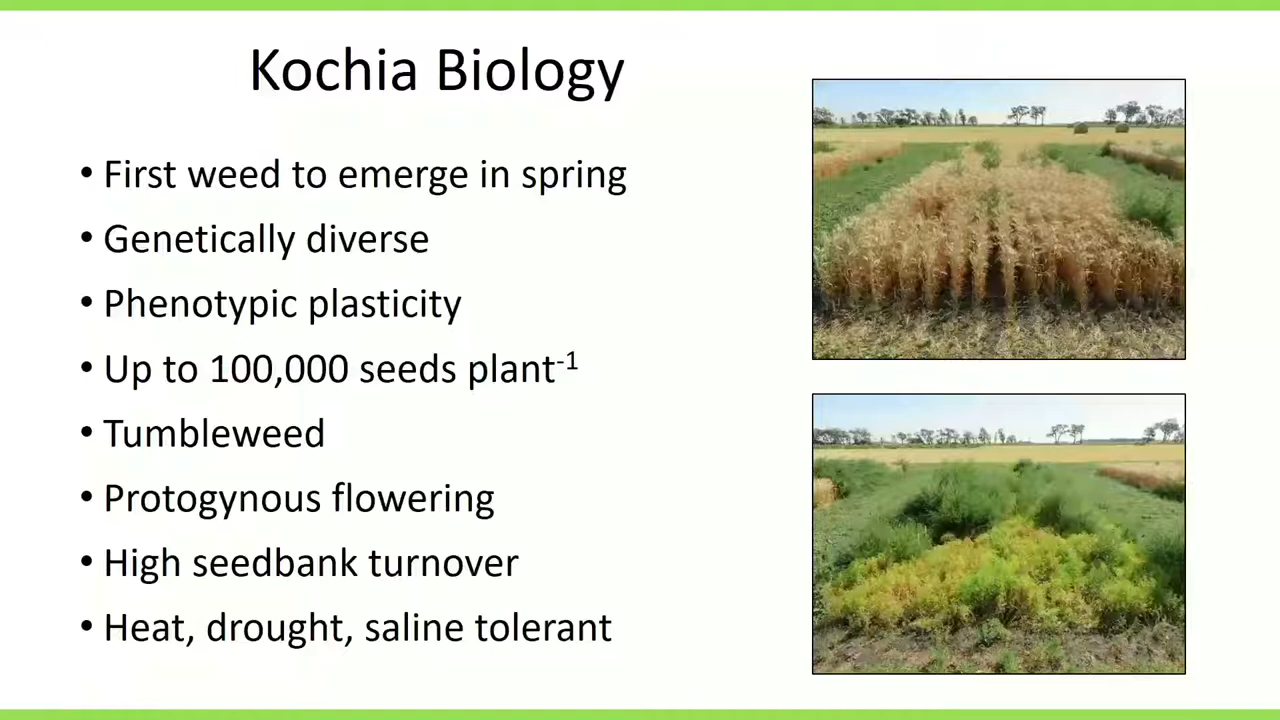 Kochia Biology
• First weed to emerge in spring
• Genetically diverse
• Phenotypic plasticity
• Up to 100,000 seeds plant⁻¹
• Tumbleweed
• Protogynous flowering
• High seedbank turnover
• Heat, drought, saline tolerant